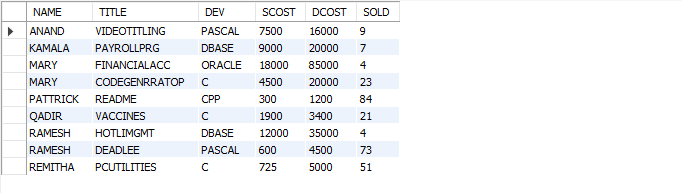 NAME TITLE DEV SCOST DCOST SOLD
ANAND VIDEOTITLING PASCAL 7500 16000 9
KAMALA PAYROLLPRG DBASE 9000 20000 7
MARY FINANCIALACC ORACLE 18000 85000 4
MARY CODEGENRRATOP C 4500 20000 23
PATTRICK README CPP 300 1200 84
QADIR VACCINES C 1900 3400 21
RAMESH HOTLIMGMT DBASE 12000 35000 4
RAMESH DEADLEE PASCAL 600 4500 73
REMITHA PCUTILITIES C 725 5000 51